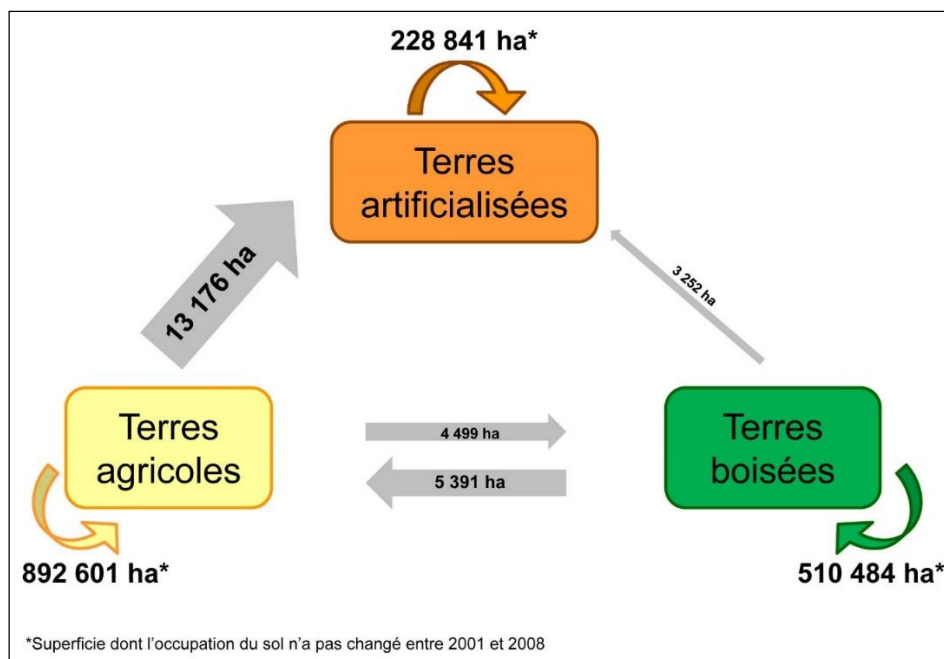 228 841 ha*
Terres
artificialisées
13 176 ha
3 252 ha
Terres
agricoles
4 499 ha
5 391 ha
Terres
boisées
892 601 ha*
510 484 ha*
*Superficie dont l’occupation du sol n’a pas changé entre 2001 et 2008